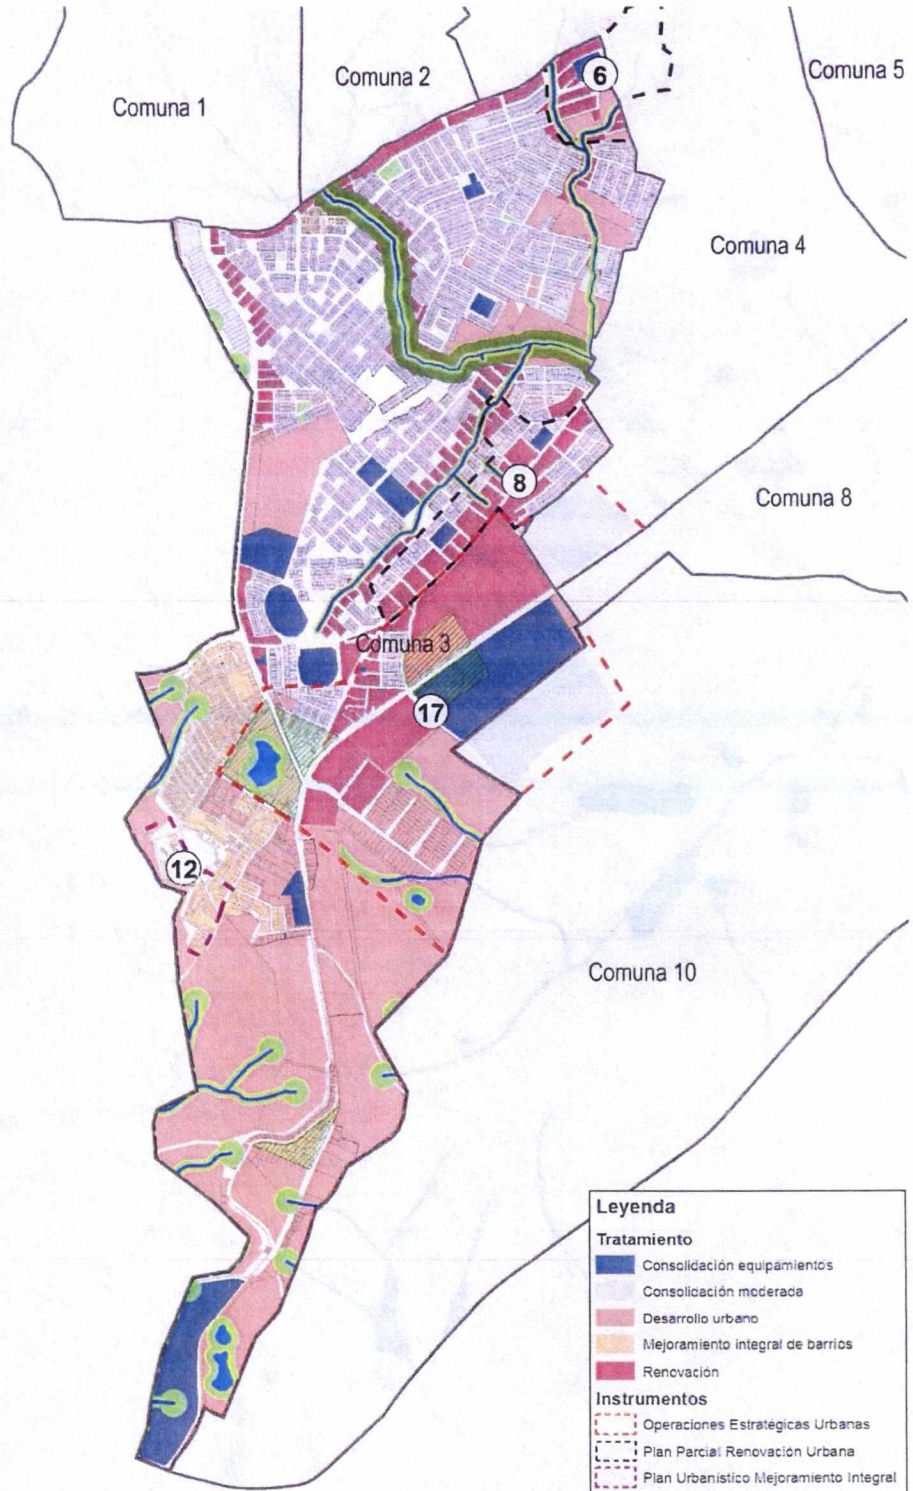 Comuna 1
Comuna 2
6
Comuna 5
Comuna 4
8
Comuna 8
Comuna 3
17
12
Comuna 10
Leyenda
Tratamiento
Consolidación equipamientos
Consolidación moderada
Desarrollo urbano
Mejoramiento integral de barrios
Renovación
Instrumentos
Operaciones Estratégicas Urbanas
Plan Parcial Renovación Urbana
Plan Urbanístico Mejoramiento Integral